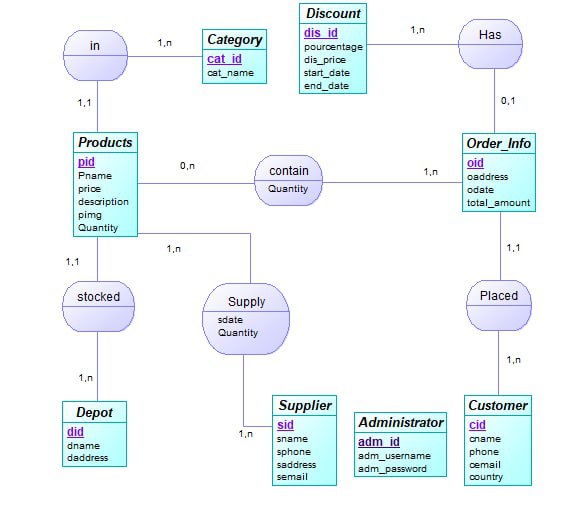 Discount
dis_id
pourcentage
dis_price
start_date
end_date
1,n
Has
0,1
in
1,n
Category
cat_id
cat_name
1,1
Products
pid
Pname
price
description
pimg
Quantity
0,n
contain
Quantity
1,n
Order_Info
oid
oaddress
odate
total_amount
1,1
stocked
1,n
Supply
sdate
Quantity
1,1
Placed
1,n
Depot
did
dname
daddress
1,n
Supplier
sid
sname
sphone
saddress
semail
Administrator
adm_id
adm_username
adm_password
1,n
Customer
cid
cname
phone
cemail
country